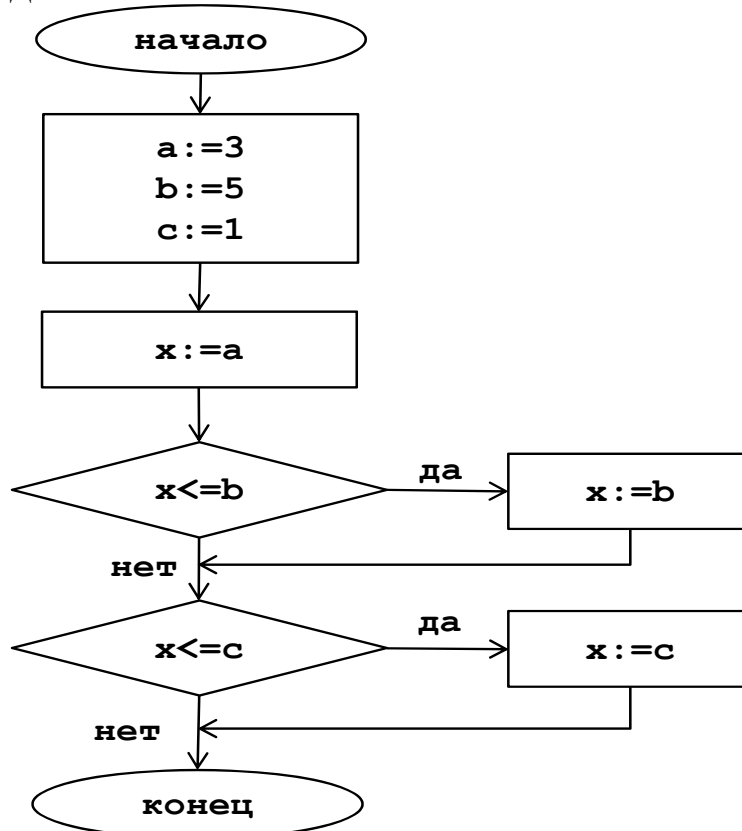 начало
a:=3
b:=5
c:=1
x:=a
x<=b
да
x:=b
нет
x<=c
да
x:=c
нет
конец